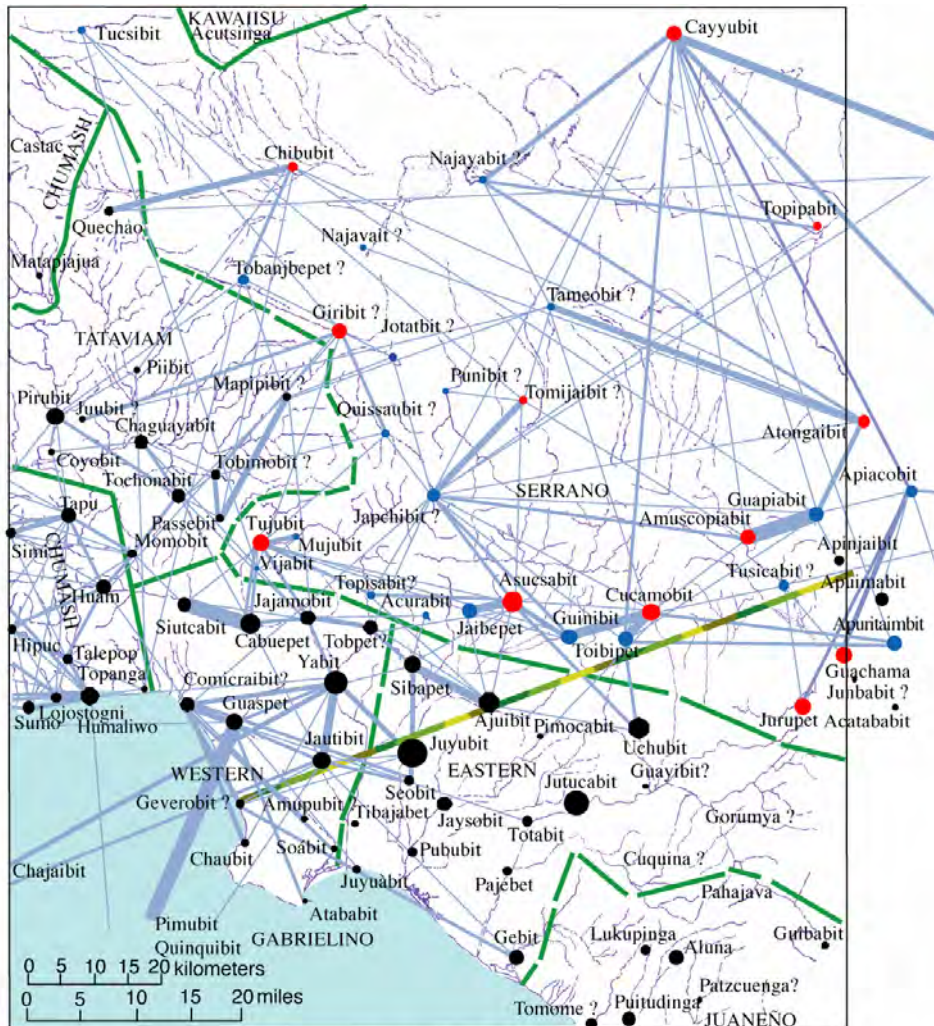 KAWAIISU
Acutsinga
Tucsibit
Cayyubit
CHUMASH
Castac
Chibubit
Najayabit ?
Quechao
Topipabit
Najavait ?
Matapjajua
Tobanjbepet ?
Tameobit ?
Giribit ?
Jotatbit ?
TATAVIAM
Piibit
Punibit ?
Mapipibit ?
Tomijaibit ?
Pirubit
Juubit ?
Chaguayabit
Quissaubit ?
Atongaibit
Coyobit
Tobimobit ?
Apiacobit
Tochonabit
SERRANO
Guapiabit
Tapu
Japchibit ?
Amuscopiabit
Passebit
Tujubit
Simi
CHUMASH
Momobit
Mujubit
Apinjaibit
Vijabit
Topisabit?
Asucsabit
Tusicabit ?
Apuimabit
Huam
Jajamobit
Acurabit
Cucamobit
Siutcabit
Guinibit
Apuritaimbit
Cabuepet
Tobpet?
Jaibepet
Toibipet
Hipuc
Talepop
Yahit
Topanga
Comicraibit?
Sibapet
Guachama
Guaspet
Junbabit ?
Lojostogni
Ajuibit
Pimocabit
Jurupet
Acatababit
Sumo
Humaliwo
Jautibit
Juyubit
Uchubit
WESTERN
EASTERN
Guayibit?
Seobit
Jutucabit
Geverobit ?
Amupubit ?
Tibajabet
Jaysobit
Gorumya ?
Totabit
Chaubit
Soabit
Pububit
Cuquina ?
Chajaibit
Juyuabit
Pajebet
Pahajava
Atababit
Pimubit
Guibabit
Quinquibit
GABRIELINO
Gebit
Lukupinga
Aluna
0 5 10 15 20 kilometers
Patzcuenga?
0 5 10 20 miles
Tomome ?
Puitudinga
JUANEÑO